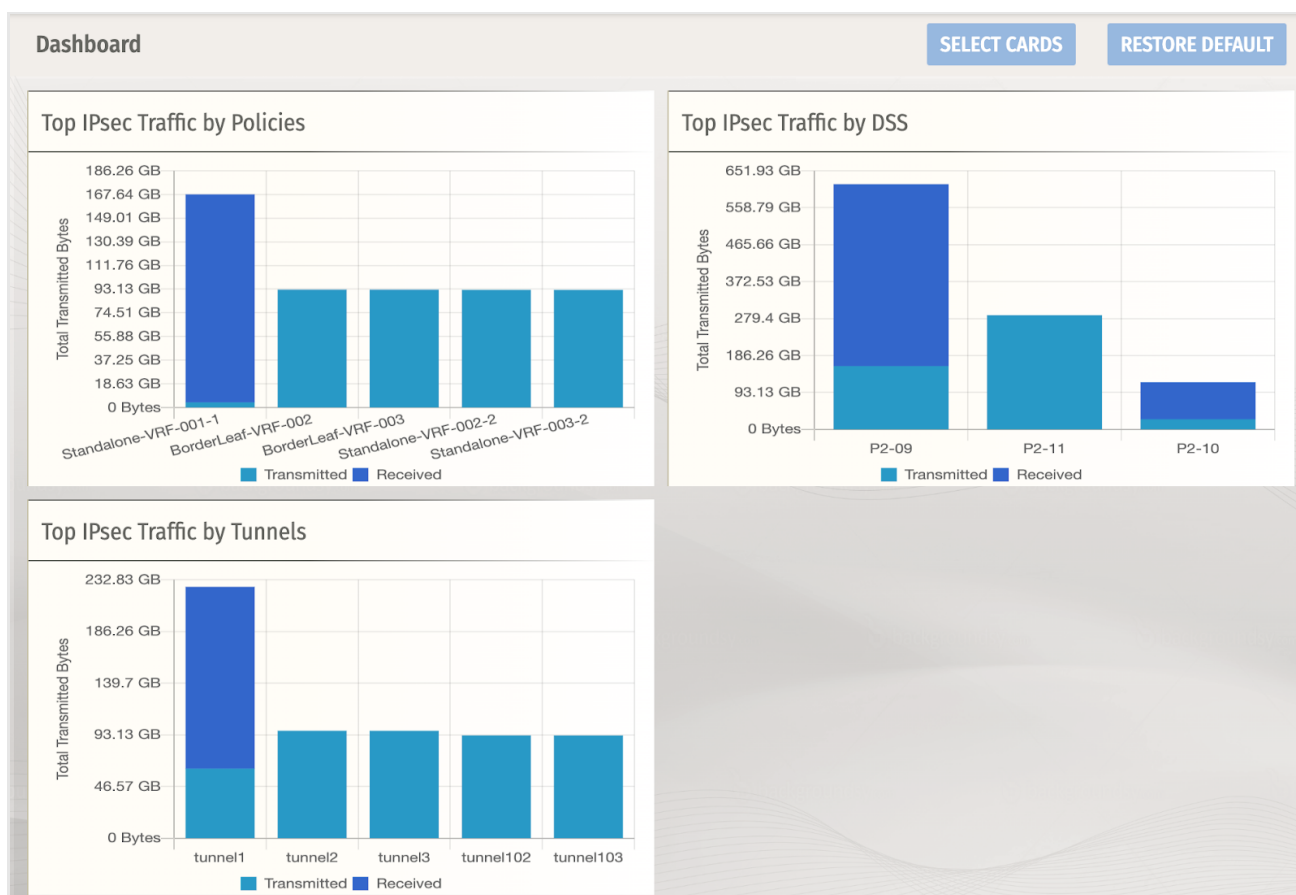 Dashboard
SELECT CARDS
RESTORE DEFAULT
Top IPsec Traffic by Policies
Total Transmitted Bytes
186.26 GB
167.64 GB
149.01 GB
130.39 GB
111.76 GB
93.13 GB
74.51 GB
55.88 GB
37.25 GB
18.63 GB
0 Bytes
Standalone-VRF-001-1
BorderLeaf-VRF-002
BorderLeaf-VRF-003
Standalone-VRF-002-2
Standalone-VRF-003-2
Transmitted Received
Top IPsec Traffic by DSS
Total Transmitted Bytes
651.93 GB
558.79 GB
465.66 GB
372.53 GB
279.4 GB
186.26 GB
93.13 GB
0 Bytes
P2-09 P2-11 P2-10
Transmitted Received
Top IPsec Traffic by Tunnels
Total Transmitted Bytes
232.83 GB
186.26 GB
139.7 GB
93.13 GB
46.57 GB
0 Bytes
tunnel1 tunnel2 tunnel3 tunnel102 tunnel103
Transmitted Received